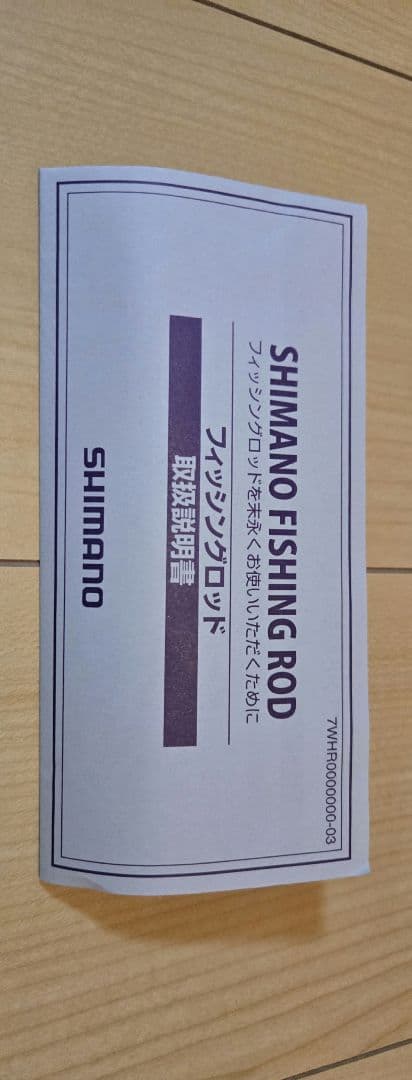 7WHR0000000-03
SHIMANO FISHING ROD
フィッシングロッドを末永くお使いいただくために
フィッシングロッド
取扱説明書
SHIMANO